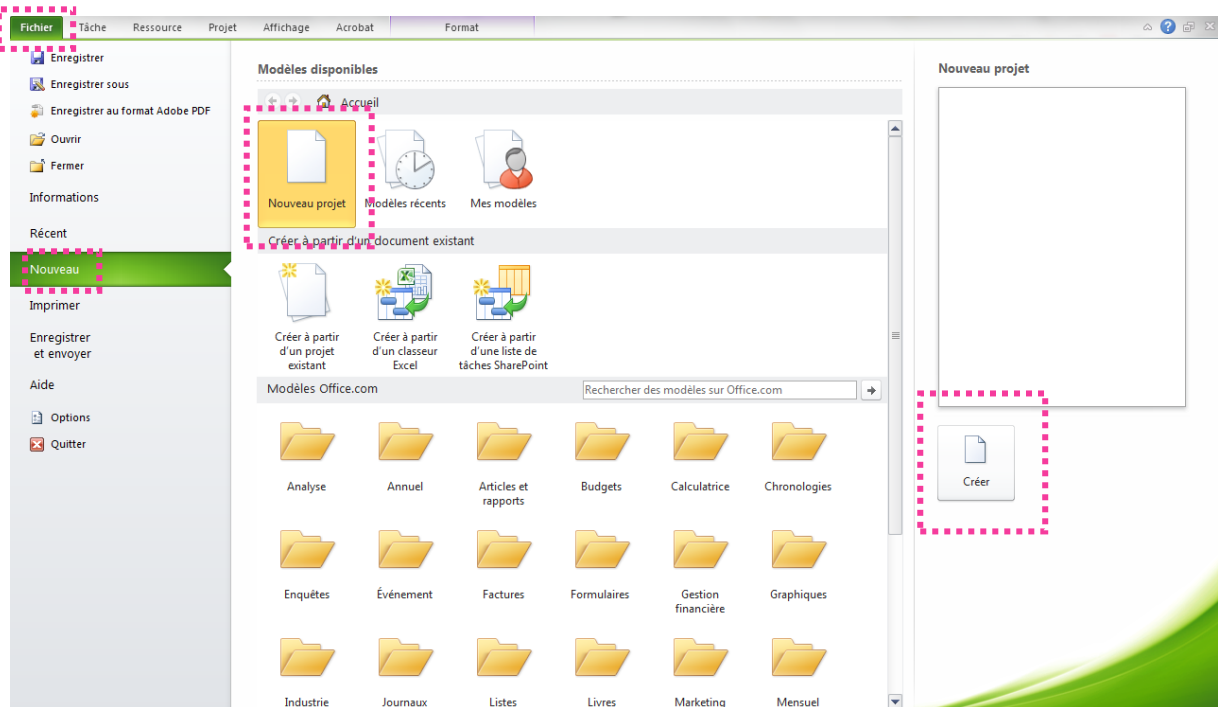 Fichier Tâche Ressource Projet Affichage Acrobat Format
Enregistrer
Enregistrer sous
Enregistrer au format Adobe PDF
Ouvrir
Fermer
Informations
Récent
Nouveau
Imprimer
Enregistrer
et envoyer
Aide
Options
Quitter
Modèles disponibles
Accueil
Nouveau projet Modèles récents Mes modèles
Créer à partir d'un document existant
Créer à partir Créer à partir Créer à partir
d'un projet d'un classeur d'une liste de
existant Excel tâches SharePoint
Modèles Office.com Rechercher des modèles sur Office.com
Analyse Annuel Articles et Budgets Calculatrice Chronologies
rapports
Enquêtes Événement Factures Formulaires Gestion Graphiques
financière
Industrie Journaux Listes Livres Marketing Mensuel
Nouveau projet
Créer